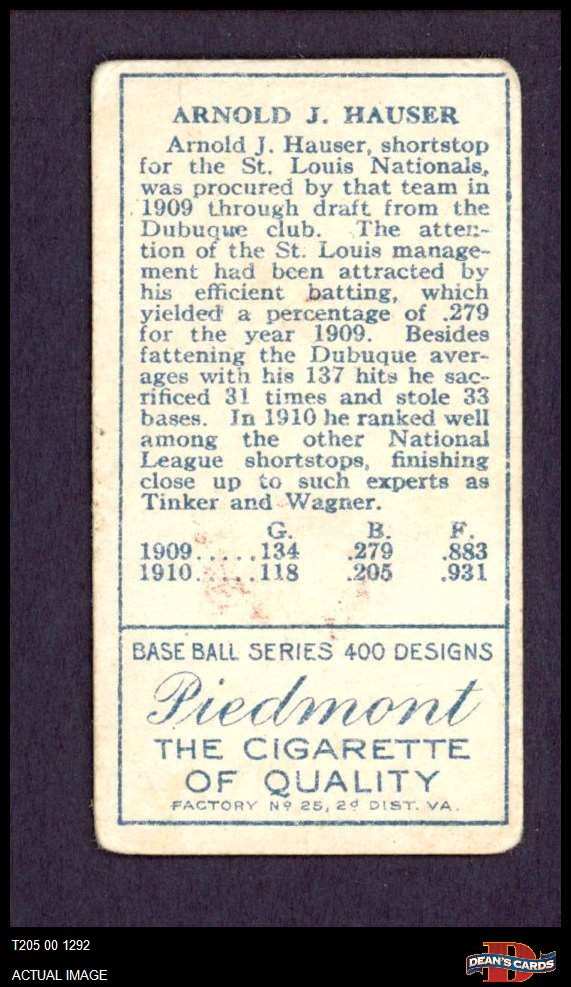 ARNOLD J. HAUSER
Arnold J. Hauser, shortstop
for the St. Louis Nationals,
was procured by that team in
1909 through draft from the
Dubuque club. The atten-
tion of the St. Louis manage-
ment had been attracted by
his efficient batting, which
yielded a percentage of .279
for the year 1909. Besides
fattening the Dubuque aver-
ages with his 137 hits he sac-
rificed 31 times and stole 33
bases. In 1910 he ranked well
among the other National
League shortstops, finishing
close up to such experts as
Tinker and Wagner.
G. B. F.
1909.....134 .279 .883
1910.....118 .205 .931
BASE BALL SERIES 400 DESIGNS
Piedmont
THE CIGARETTE
OF QUALITY
FACTORY Nº 25, 2d DIST. VA.
T205 00 1292
ACTUAL IMAGE
D
DEAN'S CARDS